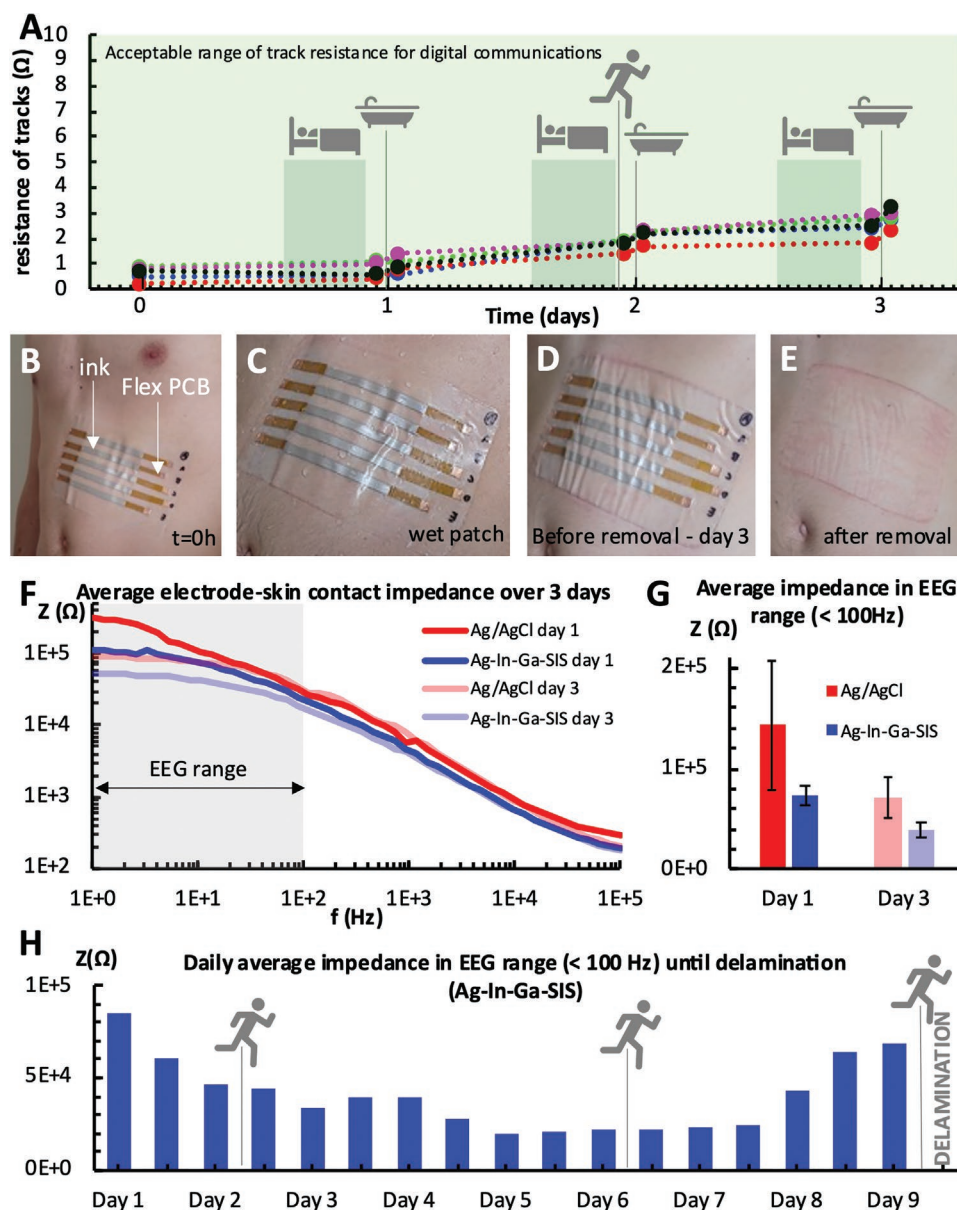 A
Acceptable range of track resistance for digital communications
resistance of tracks (Ω)
10
9
8
7
6
5
4
3
2
1
0
0
1
2
3
Time (days)
B
ink
Flex PCB
t=0h
C
wet patch
D
Before removal - day 3
E
after removal
F
Average electrode-skin contact impedance over 3 days
Z (Ω)
Ag/AgCl day 1
Ag-In-Ga-SIS day 1
Ag/AgCl day 3
Ag-In-Ga-SIS day 3
EEG range
1E+5
1E+4
1E+3
1E+2
1E+0
1E+1
1E+2
1E+3
1E+4
1E+5
f (Hz)
G
Average impedance in EEG
range (< 100Hz)
Z (Ω)
2E+5
1E+5
0E+0
Ag/AgCl
Ag-In-Ga-SIS
Day 1
Day 3
H
Z(Ω)
Daily average impedance in EEG range (< 100 Hz) until delamination
(Ag-In-Ga-SIS)
1E+5
5E+4
0E+0
DELAMINATION
Day 1
Day 2
Day 3
Day 4
Day 5
Day 6
Day 7
Day 8
Day 9